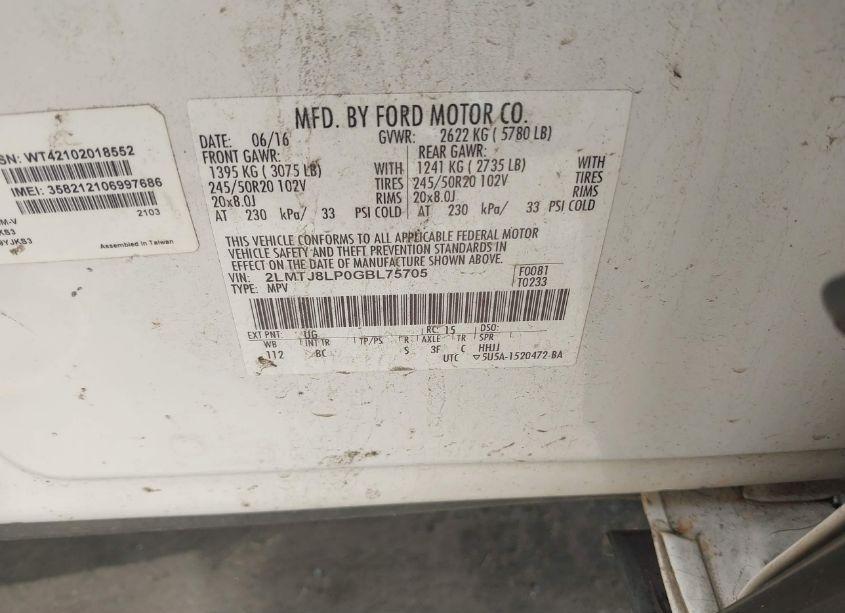 SN: WT42102018552
IMEI: 358212106997686
2103
M-V
KS3
9YJKS3
Assembled in Taiwan
MFD. BY FORD MOTOR CO.
DATE: 06/16 GVWR: 2622 KG ( 5780 LB)
FRONT GAWR: REAR GAWR:
1395 KG ( 3075 LB) WITH 1241 KG ( 2735 LB) WITH
245/50R20 102V TIRES 245/50R20 102V TIRES
20x8.0J RIMS 20x8.0J RIMS
AT 230 kPa/ 33 PSI COLD AT 230 kPa/ 33 PSI COLD
THIS VEHICLE CONFORMS TO ALL APPLICABLE FEDERAL MOTOR
VEHICLE SAFETY AND THEFT PREVENTION STANDARDS IN
EFFECT ON THE DATE OF MANUFACTURE SHOWN ABOVE.
VIN: 2LMTJ8LP0GBL75705 F0081
TYPE: MPV T0233
EXT PNT: UG RC: 15 DSO:
WB INT TR TP/PS R AXLE TR SPR
112 BC S 3F C HHJJ
UTC ▽5U5A-1520472-BA